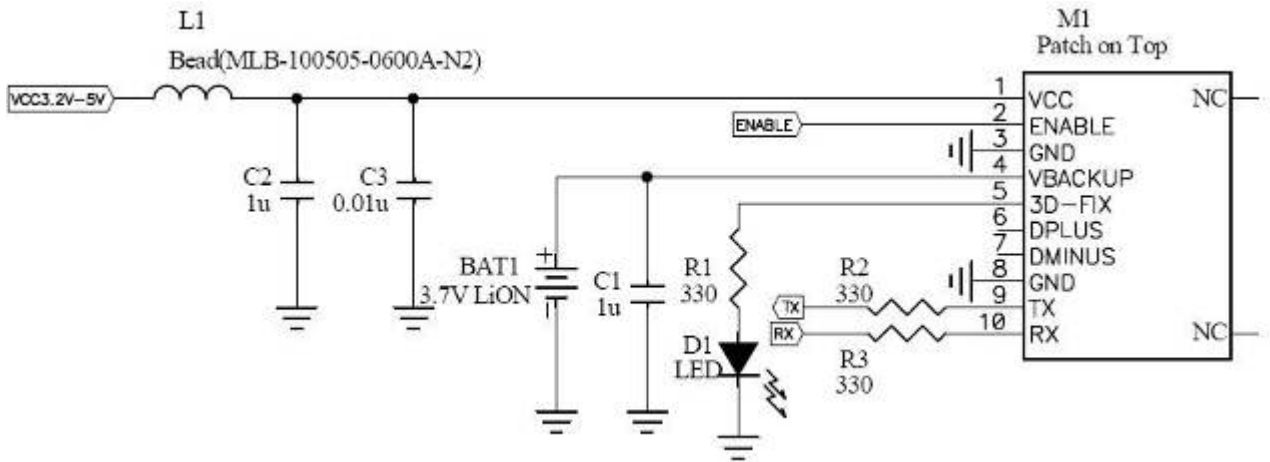 L1
Bead(MLB-100505-0600A-N2)
M1
Patch on Top
VCC3.2V-5V
1
VCC
NC
ENABLE
2
ENABLE
3
GND
4
VBACKUP
5
3D-FIX
6
DPLUS
7
DMINUS
8
GND
9
TX
10
RX
NC
C2
1u
C3
0.01u
BAT1
3.7V LiON
C1
1u
R1
330
R2
330
TX
RX
R3
330
D1
LED